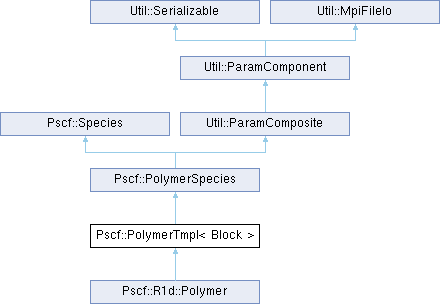 Util::Serializable
Util::MpiFileIo
Util::ParamComponent
Pscf::Species
Util::ParamComposite
Pscf::PolymerSpecies
Pscf::PolymerTmpl< Block >
Pscf::R1d::Polymer